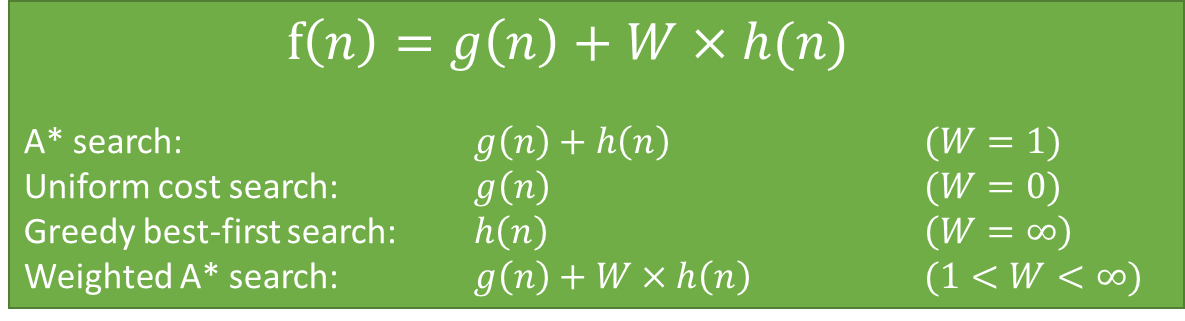 f(n) = g(n) + W × h(n)
A* search: g(n) + h(n) (W = 1)
Uniform cost search: g(n) (W = 0)
Greedy best-first search: h(n) (W = ∞)
Weighted A* search: g(n) + W × h(n) (1 < W < ∞)